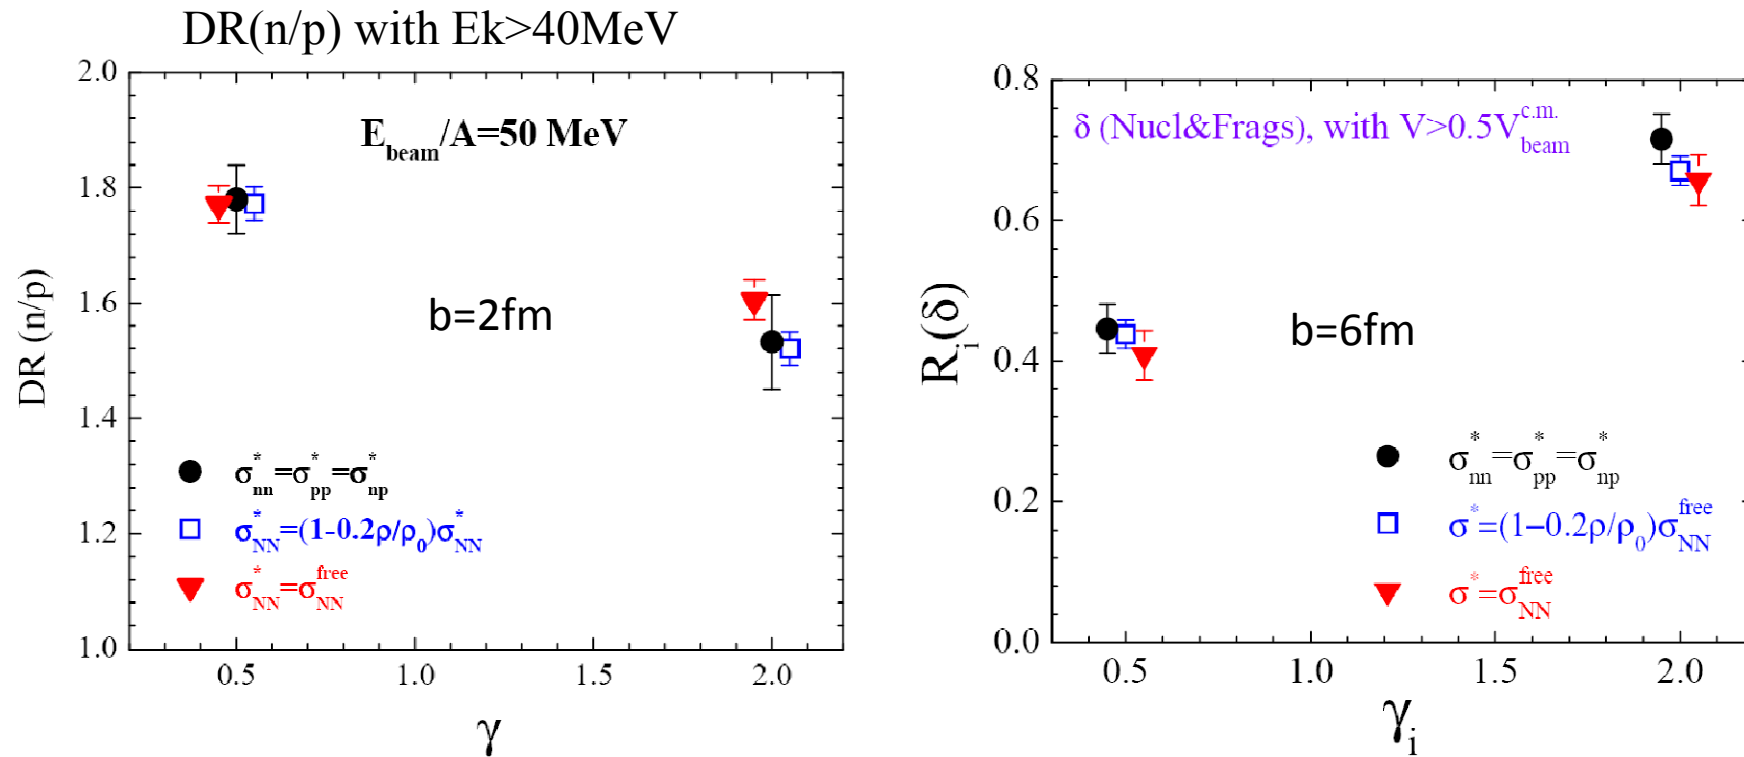 DR(n/p) with Ek>40MeV
2.0
1.8
1.6
1.4
1.2
1.0
DR (n/p)
E_beam/A=50 MeV
b=2fm
σ*_nn=σ*_pp=σ*_np
σ*_NN=(1-0.2ρ/ρ_0)σ*_NN
σ*_NN=σ^free_NN
0.5 1.0 1.5 2.0
γ
0.8
0.6
0.4
0.2
0.0
R_i(δ)
δ (Nucl&Frags), with V>0.5V^c.m._beam
b=6fm
σ*_nn=σ*_pp=σ*_np
σ*=(1−0.2ρ/ρ_0)σ^free_NN
σ*=σ^free_NN
0.5 1.0 1.5 2.0
γ_i